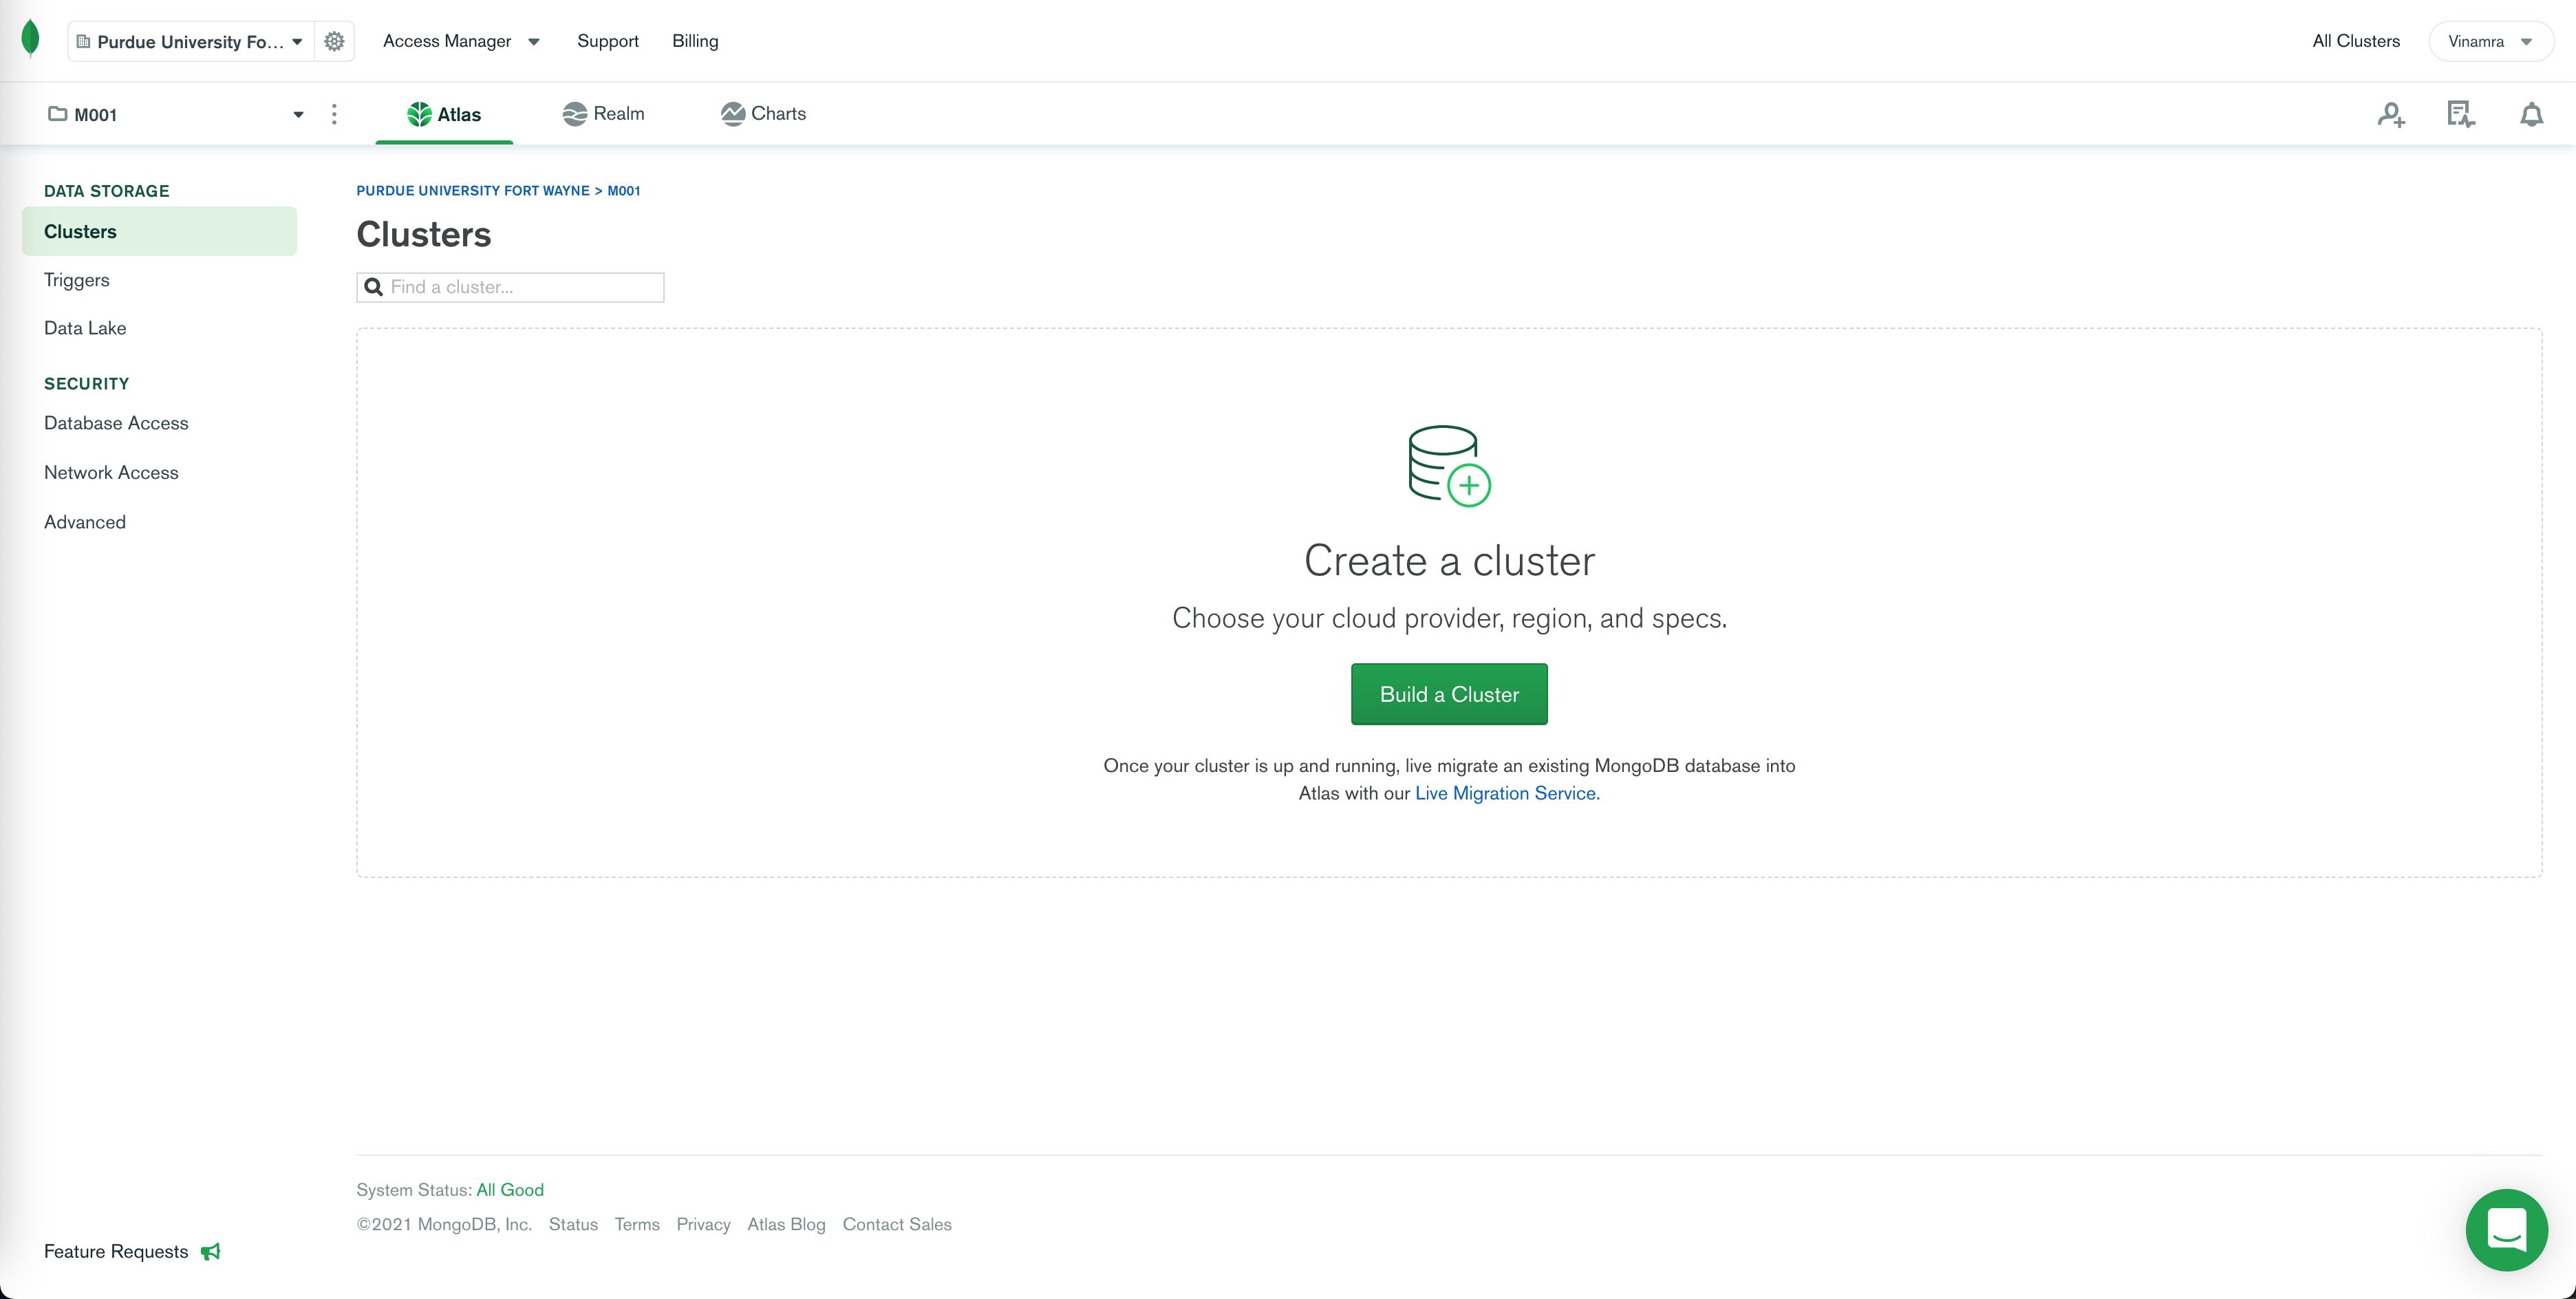 Purdue University Fo...
Access Manager
Support
Billing
All Clusters
Vinamra
M001
Atlas
Realm
Charts
DATA STORAGE
Clusters
Triggers
Data Lake
SECURITY
Database Access
Network Access
Advanced
Feature Requests
PURDUE UNIVERSITY FORT WAYNE > M001
Clusters
Find a cluster...
Create a cluster
Choose your cloud provider, region, and specs.
Build a Cluster
Once your cluster is up and running, live migrate an existing MongoDB database into
Atlas with our Live Migration Service.
System Status: All Good
©2021 MongoDB, Inc. Status Terms Privacy Atlas Blog Contact Sales